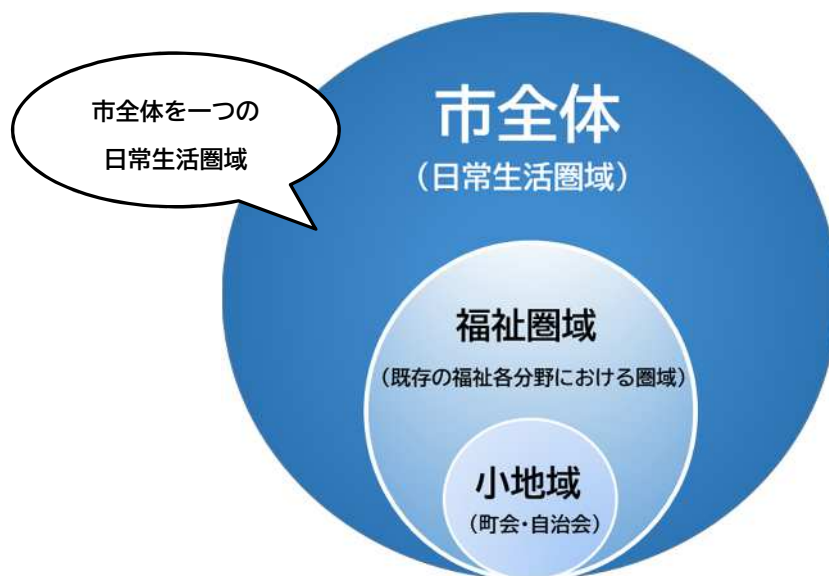 市全体を一つの
日常生活圏域
市全体
（日常生活圏域）
福祉圏域
（既存の福祉各分野における圏域）
小地域
（町会・自治会）